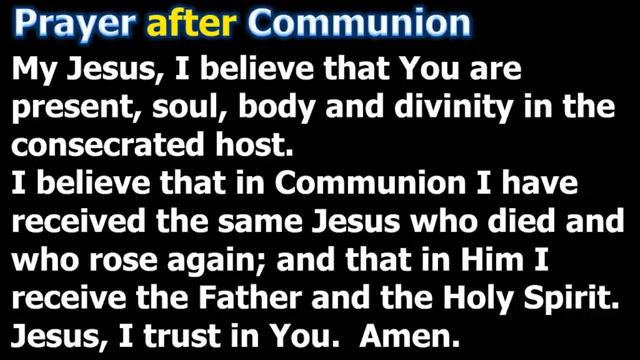 Prayer after Communion
My Jesus, I believe that You are
present, soul, body and divinity in the
consecrated host.
I believe that in Communion I have
received the same Jesus who died and
who rose again; and that in Him I
receive the Father and the Holy Spirit.
Jesus, I trust in You.  Amen.